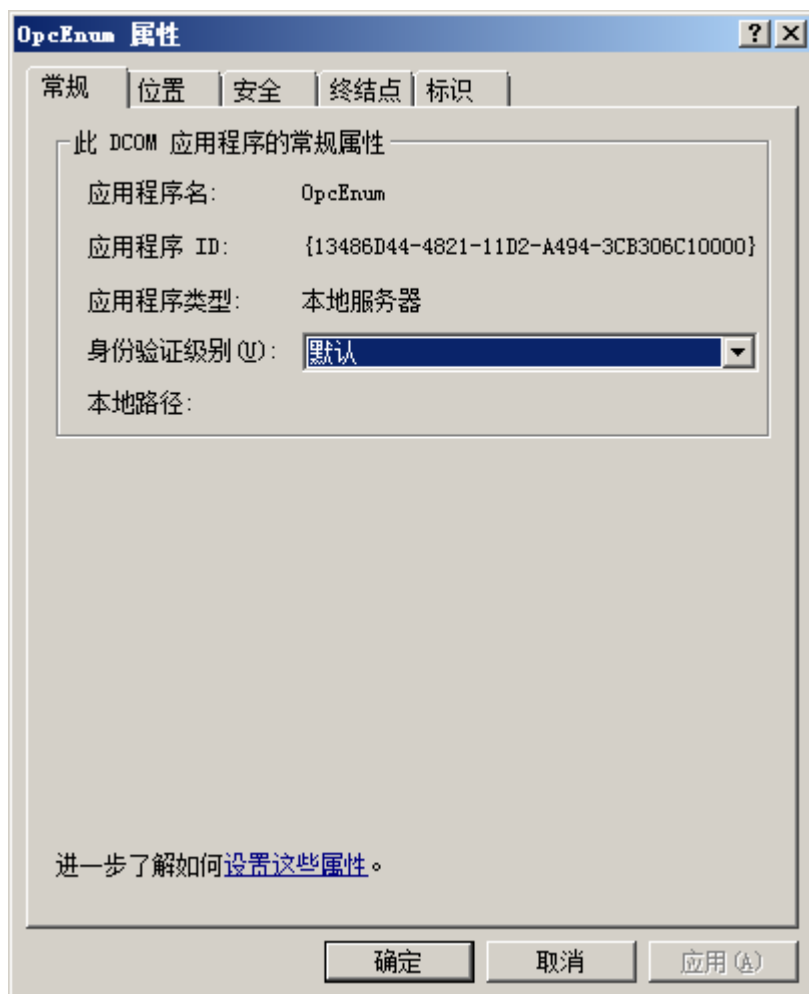 OpcEnum 属性
常规 位置 安全 终结点 标识
此 DCOM 应用程序的常规属性
应用程序名: OpcEnum
应用程序 ID: {13486D44-4821-11D2-A494-3CB306C10000}
应用程序类型: 本地服务器
身份验证级别(U): 默认
本地路径:
进一步了解如何设置这些属性。
确定 取消 应用(A)